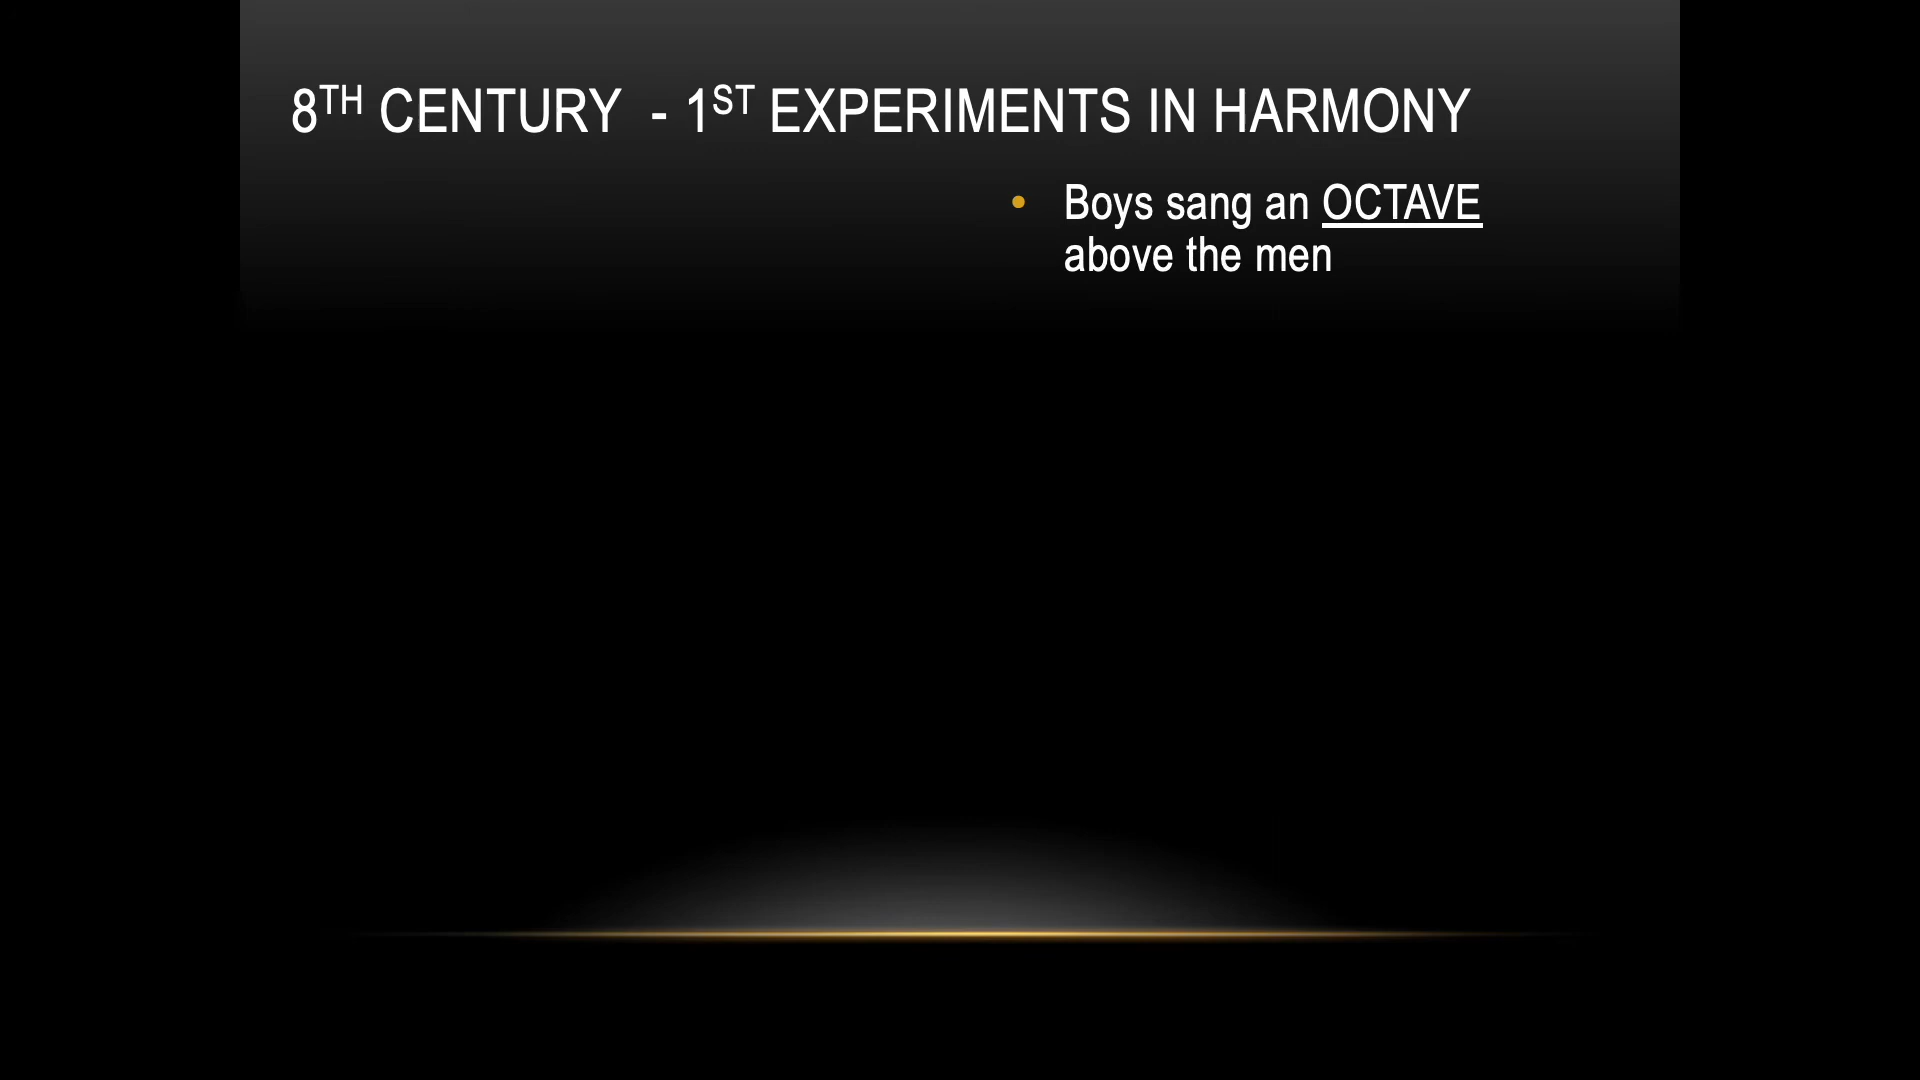 8TH CENTURY  - 1ST EXPERIMENTS IN HARMONY
• Boys sang an OCTAVE
above the men